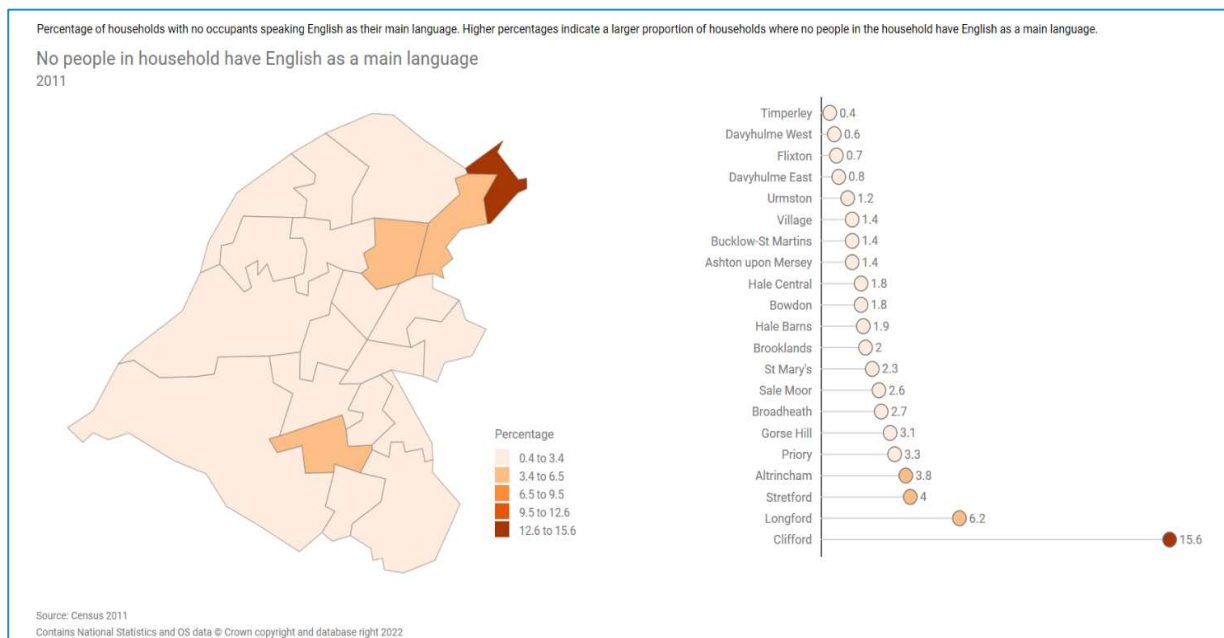 Percentage of households with no occupants speaking English as their main language. Higher percentages indicate a larger proportion of households where no people in the household have English as a main language.
No people in household have English as a main language
2011
Timperley 0.4
Davyhulme West 0.6
Flixton 0.7
Davyhulme East 0.8
Urmston 1.2
Village 1.4
Bucklow-St Martins 1.4
Ashton upon Mersey 1.4
Hale Central 1.8
Bowdon 1.8
Hale Barns 1.9
Brooklands 2
St Mary's 2.3
Sale Moor 2.6
Broadheath 2.7
Gorse Hill 3.1
Priory 3.3
Altrincham 3.8
Stretford 4
Longford 6.2
Clifford 15.6
Percentage
0.4 to 3.4
3.4 to 6.5
6.5 to 9.5
9.5 to 12.6
12.6 to 15.6
Source: Census 2011
Contains National Statistics and OS data © Crown copyright and database right 2022